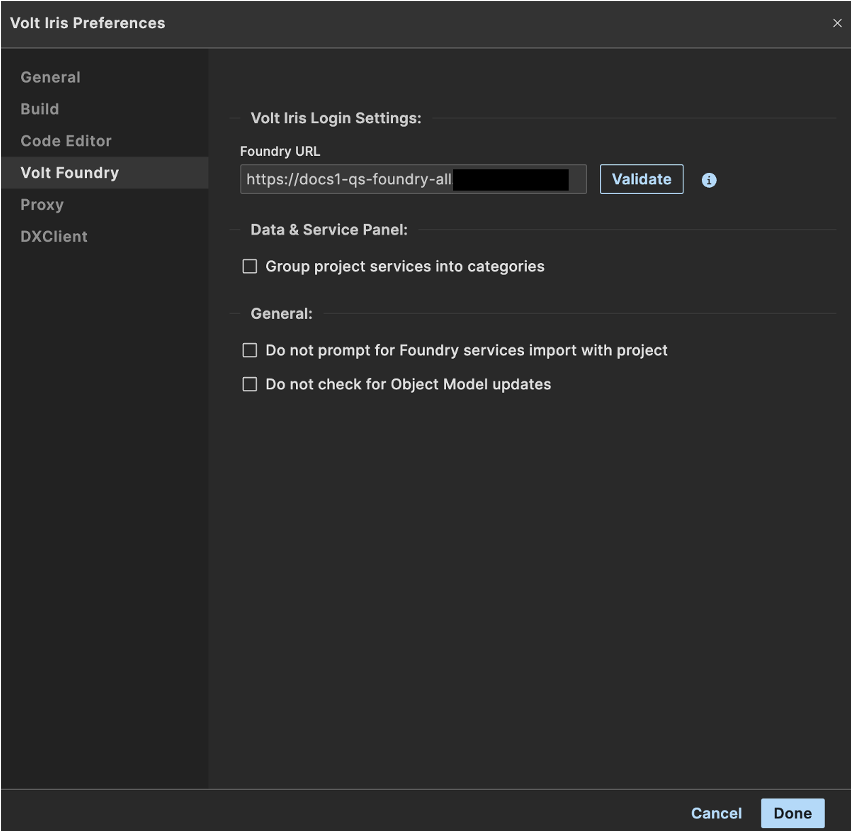 Volt Iris Preferences
General
Build
Code Editor
Volt Foundry
Proxy
DXClient
Volt Iris Login Settings:
Foundry URL
https://docs1-qs-foundry-all
Validate
Data & Service Panel:
Group project services into categories
General:
Do not prompt for Foundry services import with project
Do not check for Object Model updates
Cancel
Done